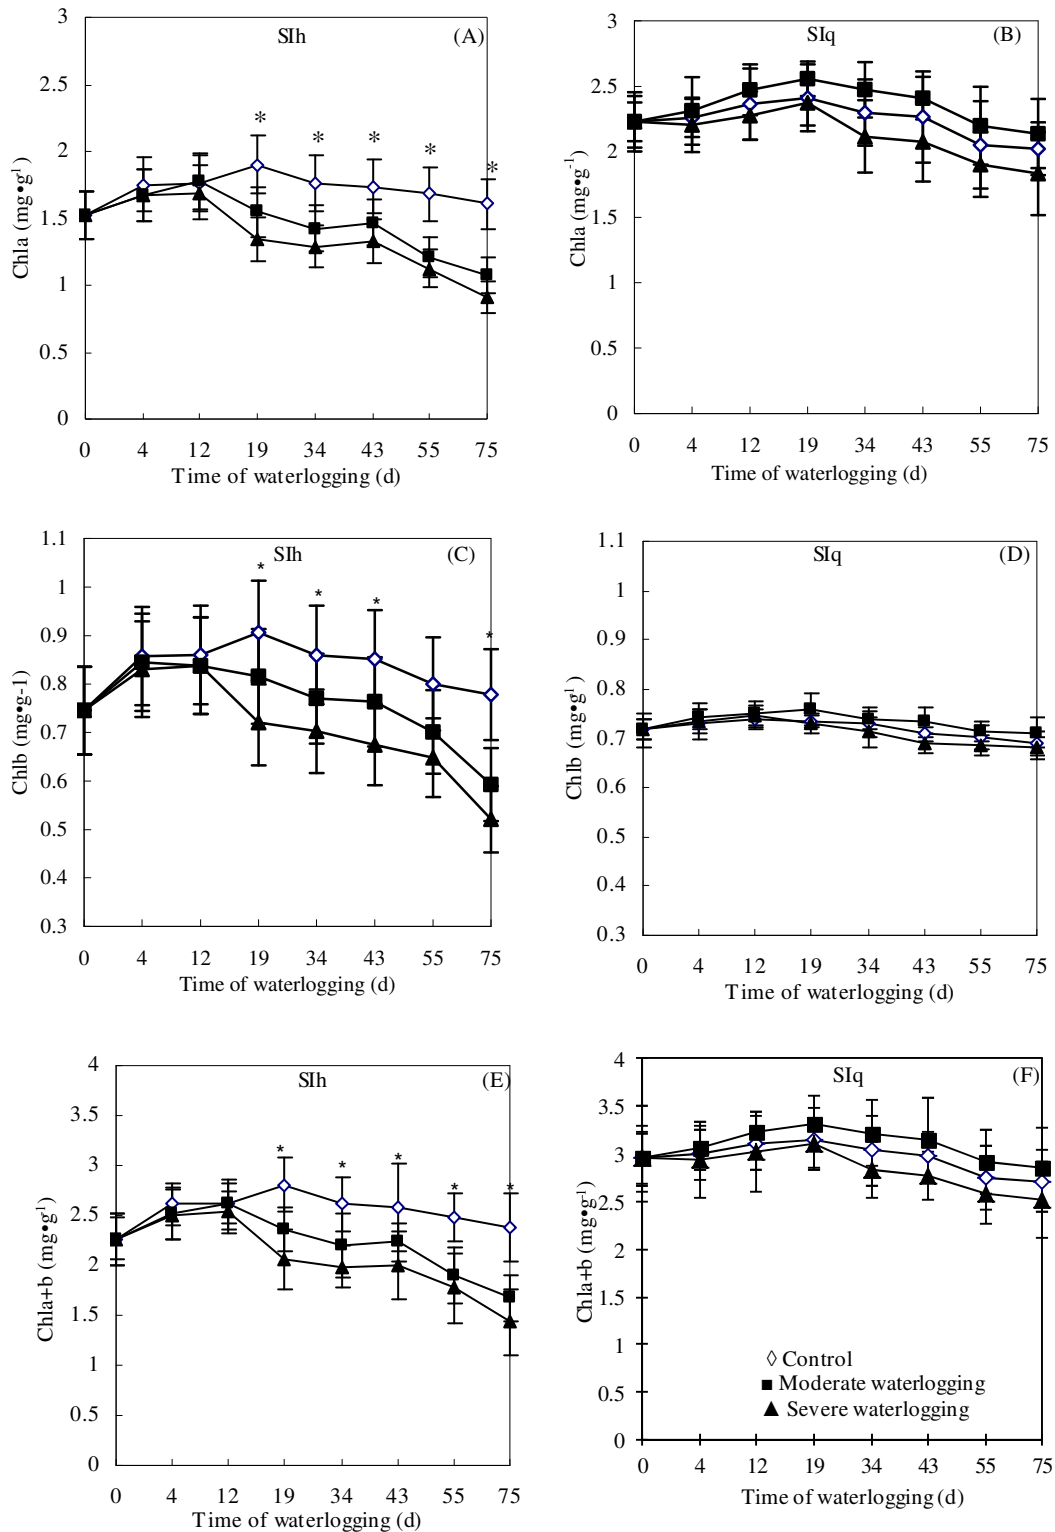 SIh
(A)
3
2.5
2
1.5
1
0.5
0
* * * * *
Chla (mg•g-1)
0 4 12 19 34 43 55 75
Time of waterlogging (d)
SIq
(B)
3
2.5
2
1.5
1
0.5
0
Chla (mg•g-1)
0 4 12 19 34 43 55 75
Time of waterlogging (d)
SIh
(C)
1.1
1
0.9
0.8
0.7
0.6
0.5
0.4
0.3
* * * *
Chlb (mg•g-1)
0 4 12 19 34 43 55 75
Time of waterlogging (d)
SIq
(D)
1.1
1
0.9
0.8
0.7
0.6
0.5
0.4
0.3
Chlb (mg•g-1)
0 4 12 19 34 43 55 75
Time of waterlogging (d)
SIh
(E)
4
3.5
3
2.5
2
1.5
1
0.5
0
* * * * *
Chla+b (mg•g-1)
0 4 12 19 34 43 55 75
Time of waterlogging (d)
SIq
(F)
4
3.5
3
2.5
2
1.5
1
0.5
0
Chla+b (mg•g-1)
Control
Moderate waterlogging
Severe waterlogging
0 4 12 19 34 43 55 75
Time of waterlogging (d)